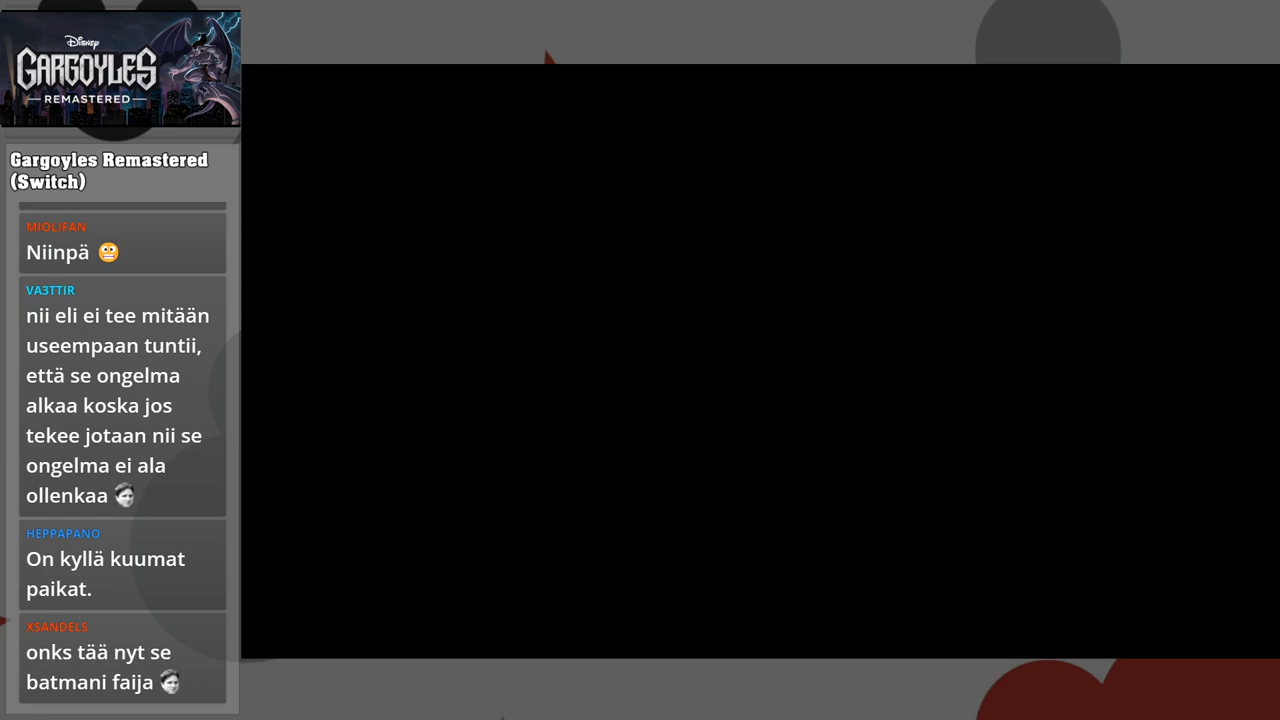 Disney
GARGOYLES
REMASTERED
Gargoyles Remastered
(Switch)
MIOLIFAN
Niinpä
VA3TTIR
nii eli ei tee mitään
useempaan tuntii,
että se ongelma
alkaa koska jos
tekee jotaan nii se
ongelma ei ala
ollenkaa
HEPPAPANO
On kyllä kuumat
paikat.
XSANDELS
onks tää nyt se
batmani faija